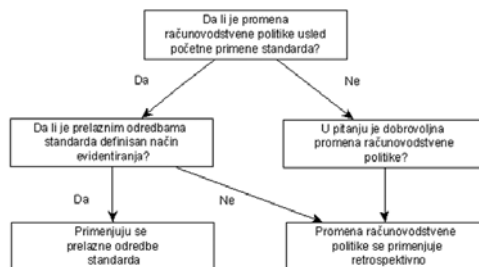 Da li je promena
računovodstvene politike usled
početne primene standarda?
Da
Ne
Da li je prelaznim odredbama
standarda definisan način
evidentiranja?
U pitanju je dobrovoljna
promena računovodstvene
politike?
Da
Ne
Primenjuju se
prelazne odredbe
standarda
Promena računovodstvene
politike se primenjuje
retrospektivno